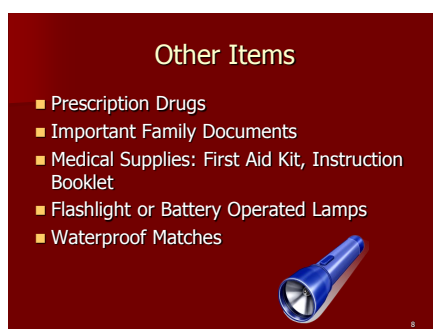 Other Items
Prescription Drugs
Important Family Documents
Medical Supplies: First Aid Kit, Instruction
Booklet
Flashlight or Battery Operated Lamps
Waterproof Matches
8